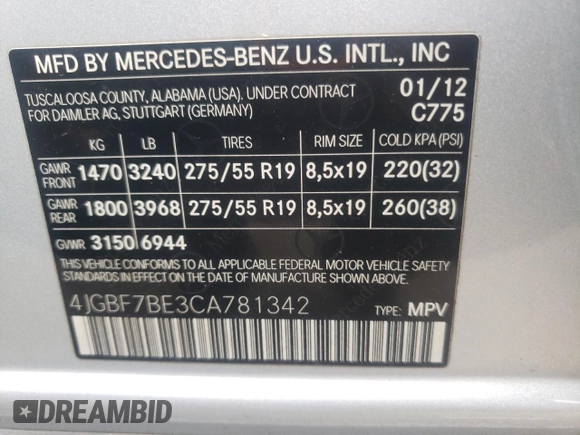 MFD BY MERCEDES-BENZ U.S. INTL., INC
TUSCALOOSA COUNTY, ALABAMA (USA). UNDER CONTRACT 01/12
FOR DAIMLER AG, STUTTGART (GERMANY) C775
KG LB TIRES RIM SIZE COLD KPA (PSI)
GAWR FRONT 1470 3240 275/55 R19 8,5x19 220(32)
GAWR REAR 1800 3968 275/55 R19 8,5x19 260(38)
GVWR 3150 6944
THIS VEHICLE CONFORMS TO ALL APPLICABLE FEDERAL MOTOR VEHICLE SAFETY
STANDARDS IN EFFECT ON THE DATE OF MANUFACTURE SHOWN ABOVE.
4JGBF7BE3CA781342 TYPE: MPV
DREAMBID